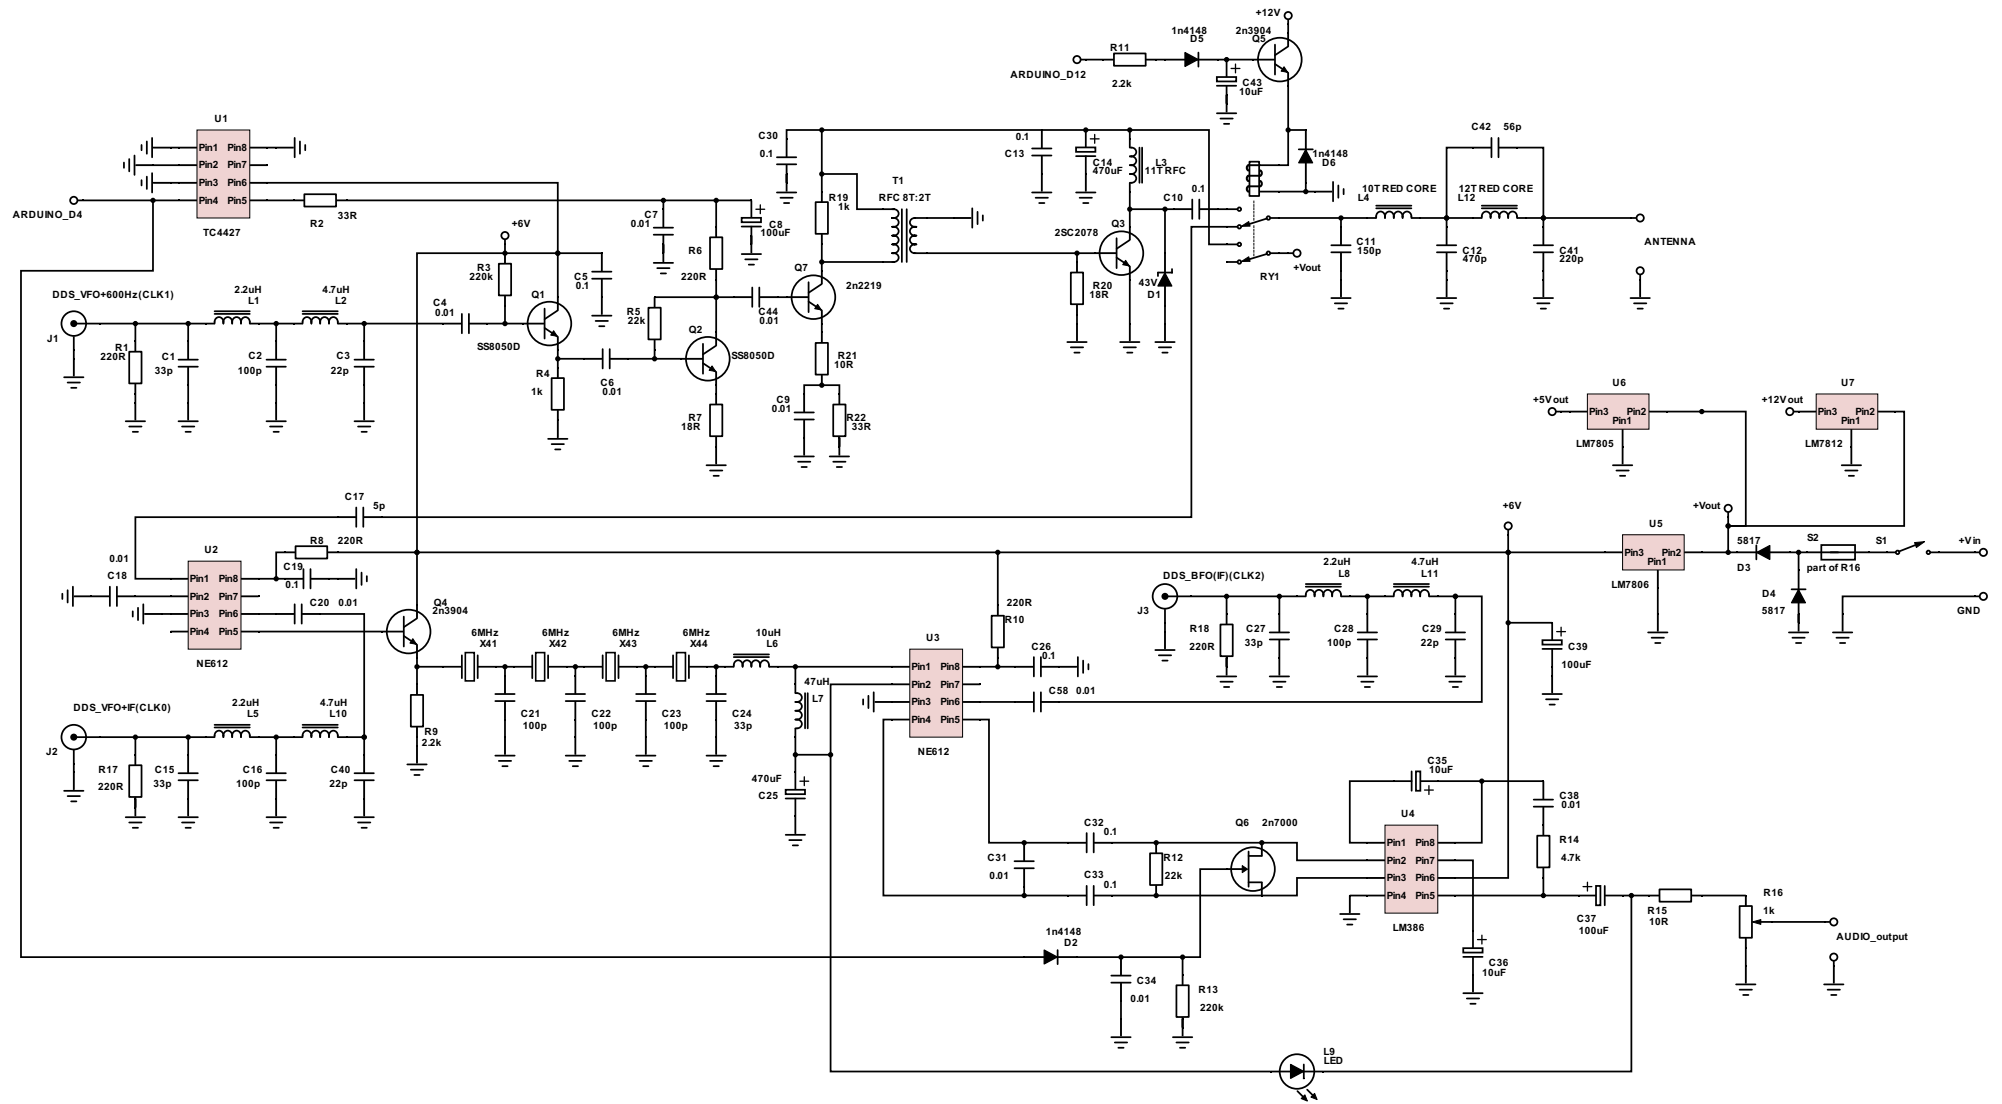 +12V
1n4148
D5
2n3904
Q5
R11
2.2k
ARDUINO_D12
C43
10uF
U1
Pin1 Pin8
Pin2 Pin7
Pin3 Pin6
Pin4 Pin5
TC4427
ARDUINO_D4
R2
33R
C30
0.1
0.1
C13
C14
470uF
L3
11T RFC
1n4148
D6
C42 56p
T1
RFC 8T:2T
R19
1k
C10
0.1
10T RED CORE
L4
12T RED CORE
L12
C7
0.01
C8
100uF
R6
220R
Q3
2SC2078
C11
150p
C12
470p
C41
220p
ANTENNA
+6V
R3
220k
C5
0.1
Q7
2n2219
R20
18R
43V
D1
RY1
+Vout
DDS_VFO+600Hz(CLK1)
2.2uH
L1
4.7uH
L2
C4
0.01
Q1
SS8050D
R5
22k
Q2
SS8050D
C44
0.01
J1
R1
220R
C1
33p
C2
100p
C3
22p
R4
1k
C6
0.01
R21
10R
R7
18R
C9
0.01
R22
33R
U6
+5Vout
Pin3 Pin2
Pin1
LM7805
U7
+12Vout
Pin3 Pin2
Pin1
LM7812
C17
5p
+6V
+Vout
U2
0.01
C18
R8 220R
C19
0.1
C20 0.01
Pin1 Pin8
Pin2 Pin7
Pin3 Pin6
Pin4 Pin5
NE612
Q4
2n3904
U5
Pin3 Pin2
Pin1
LM7806
5817
D3
S2
part of R16
S1
+Vin
D4
5817
GND
DDS_BFO(IF)(CLK2)
2.2uH
L8
4.7uH
L11
J3
R18
220R
C27
33p
C28
100p
C29
22p
C39
100uF
220R
R10
6MHz
X41
6MHz
X42
6MHz
X43
6MHz
X44
10uH
L6
U3
Pin1 Pin8
Pin2 Pin7
Pin3 Pin6
Pin4 Pin5
NE612
C26
0.1
C58 0.01
47uH
L7
DDS_VFO+IF(CLK0)
2.2uH
L5
4.7uH
L10
J2
R9
2.2k
C21
100p
C22
100p
C23
100p
C24
33p
R17
220R
C15
33p
C16
100p
C40
22p
470uF
C25
C35
10uF
C38
0.01
U4
Pin1 Pin8
Pin2 Pin7
Pin3 Pin6
Pin4 Pin5
LM386
R14
4.7k
C32
0.1
Q6 2n7000
C31
0.01
R12
22k
C33
0.1
C37
100uF
R15
10R
R16
1k
AUDIO_output
1n4148
D2
C36
10uF
C34
0.01
R13
220k
L9
LED